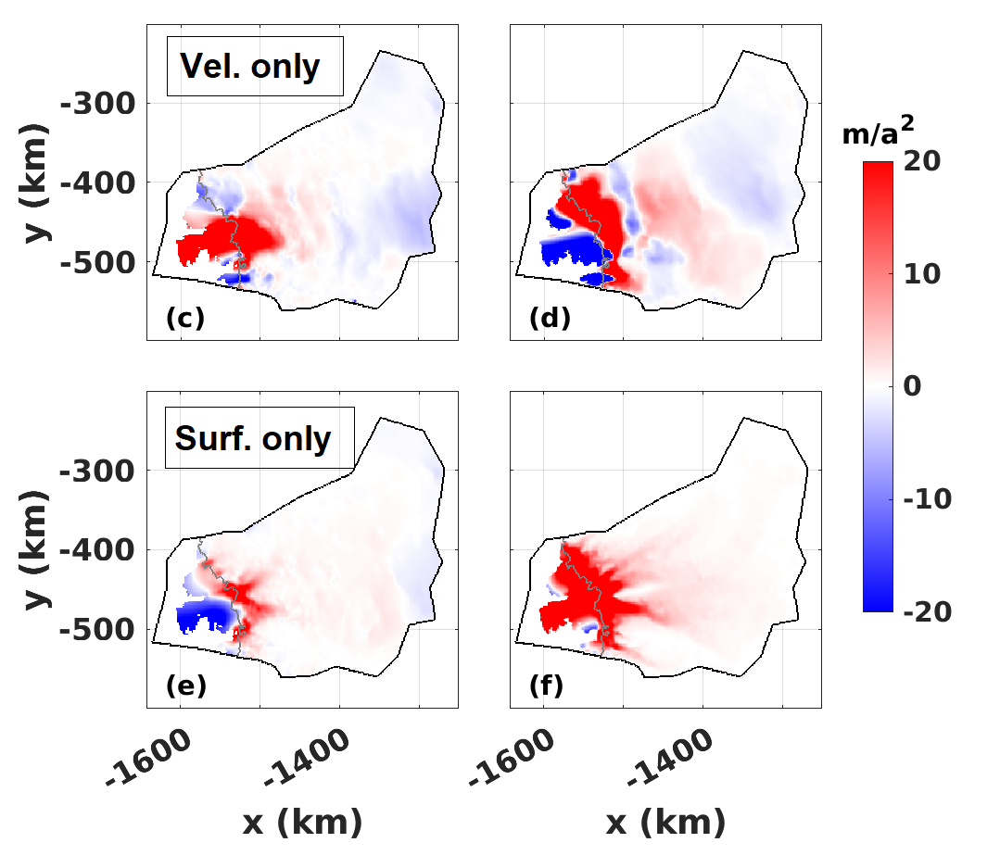 Vel. only
y (km)
-300
-400
-500
(c)
(d)
m/a2
20
10
0
-10
-20
Surf. only
y (km)
-300
-400
-500
(e)
(f)
-1600
-1400
-1600
-1400
x (km)
x (km)